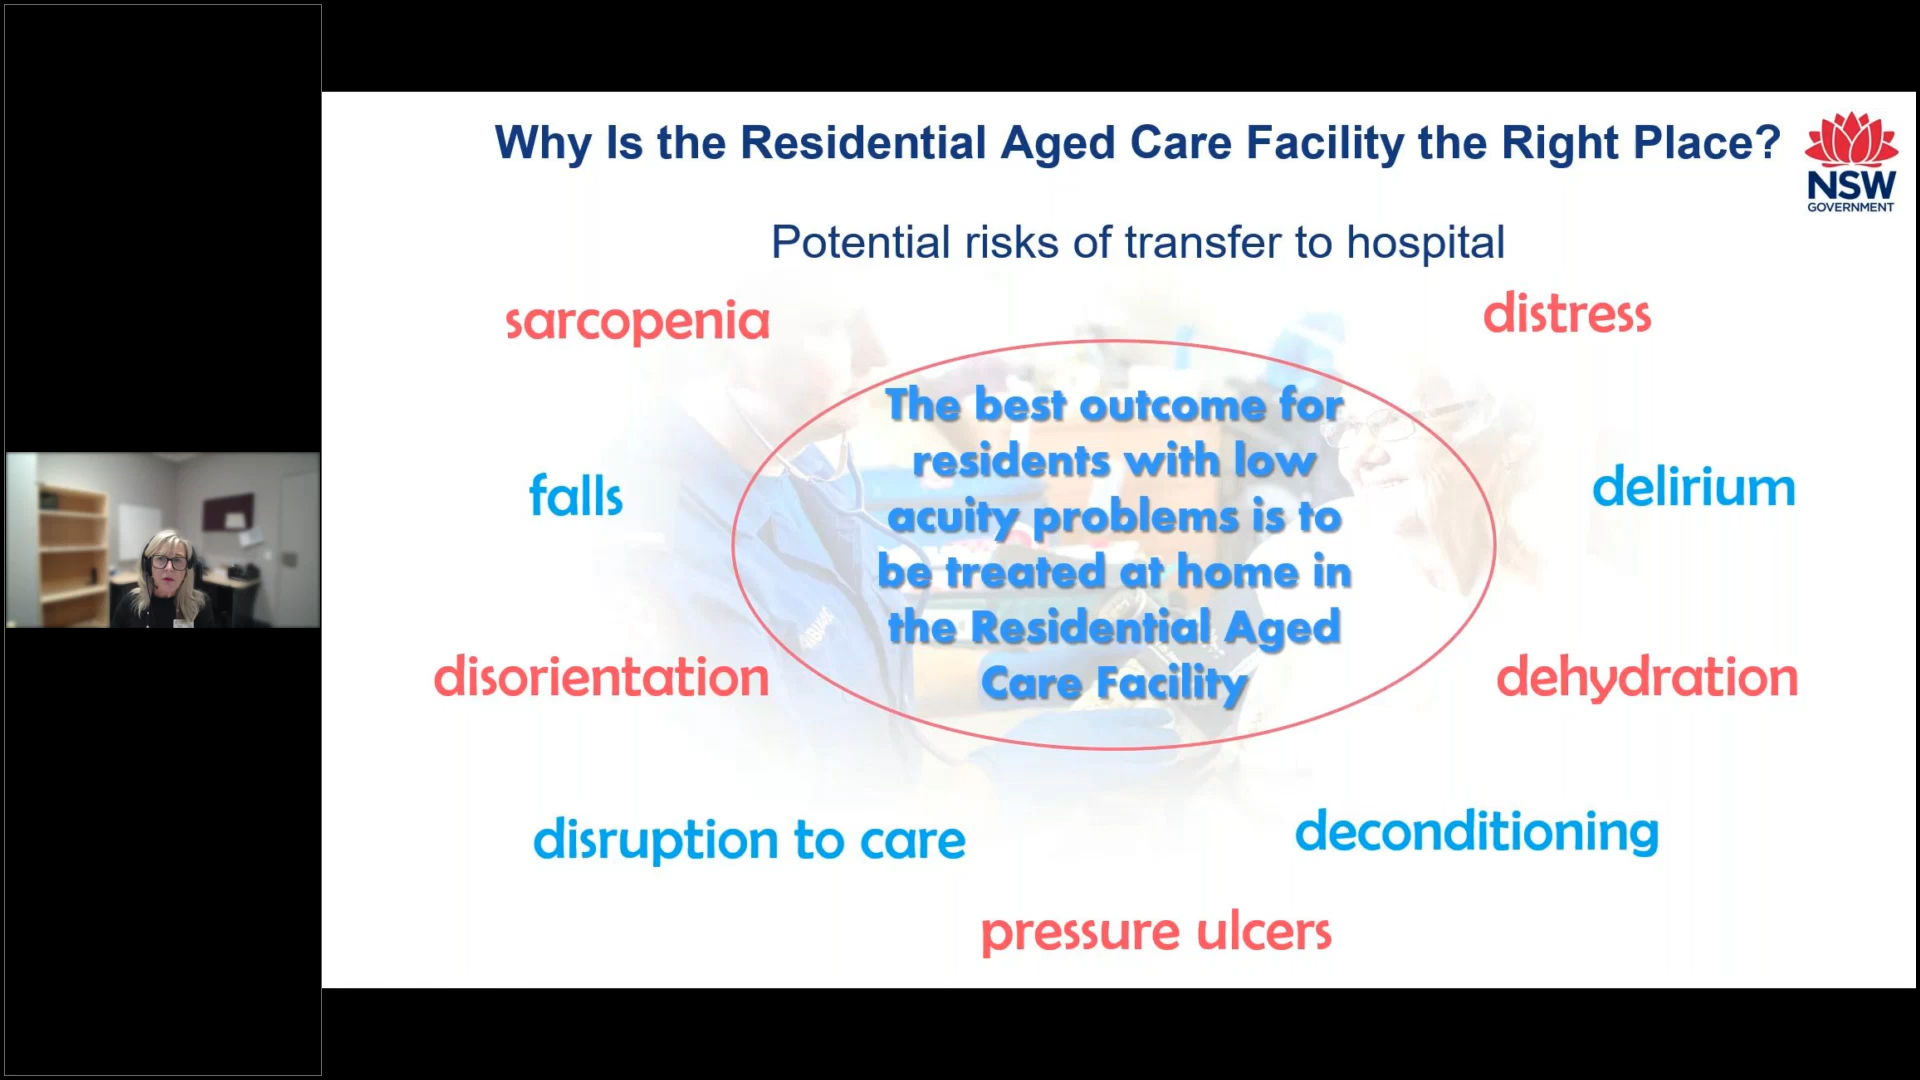 Why Is the Residential Aged Care Facility the Right Place?
NSW
GOVERNMENT
Potential risks of transfer to hospital
sarcopenia
distress
The best outcome for
residents with low
acuity problems is to
be treated at home in
the Residential Aged
Care Facility
falls
delirium
disorientation
dehydration
disruption to care
deconditioning
pressure ulcers